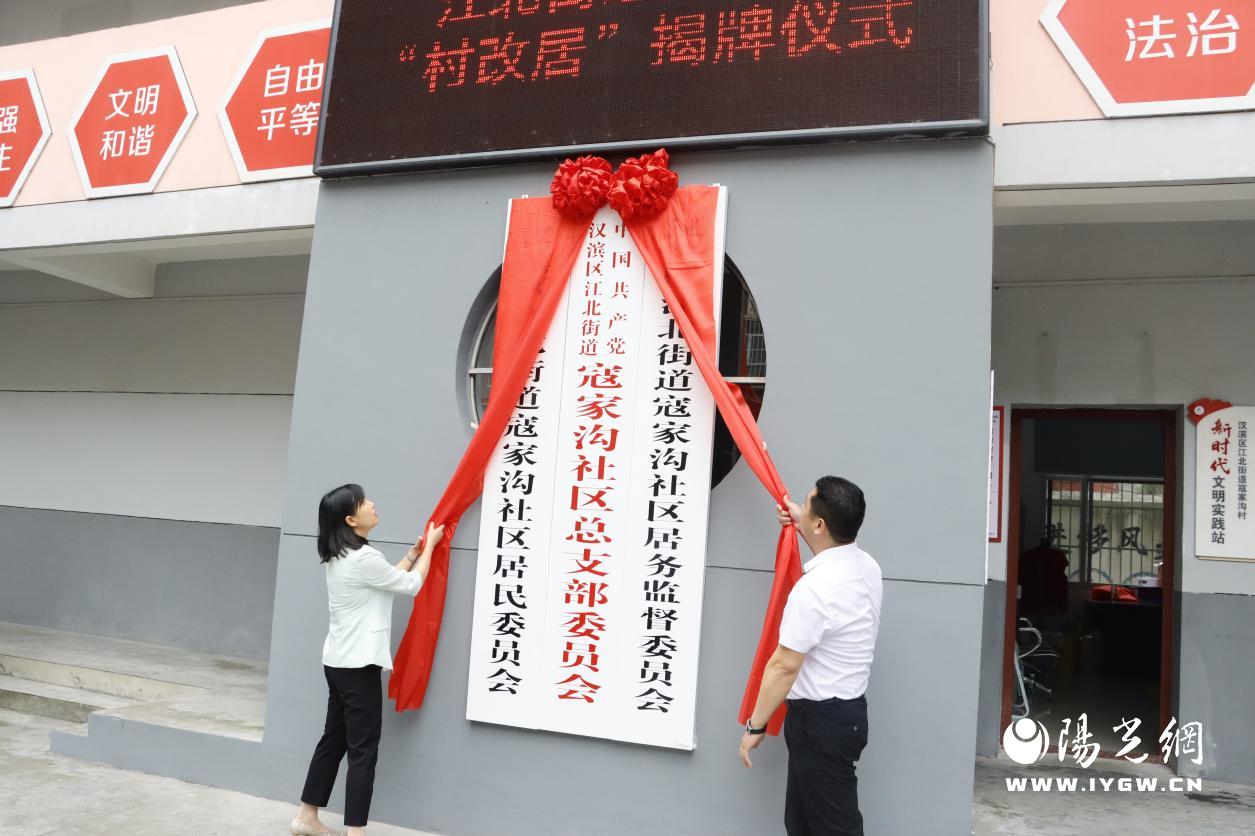 “村改居”揭牌仪式
强
文明
和谐
自由
平等
法治
中国共产党
汉滨区江北街道
寇家沟社区总支部委员会
街道寇家沟社区居民委员会
北街道寇家沟社区居务监督委员会
汉滨区江北街道寇家沟村
新时代文明实践站
陽光網
WWW.IYGW.CN